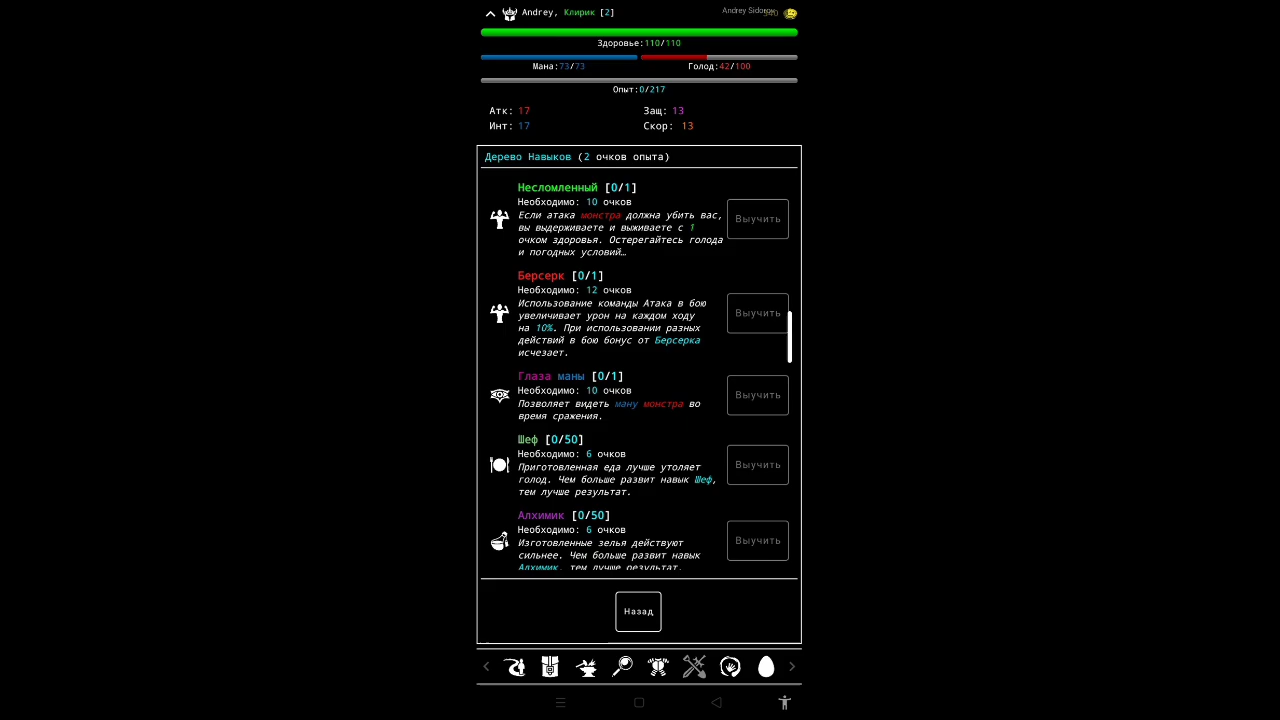 Andrey, Клирик [2]
Andrey Sidorov
Здоровье:110/110
Мана:73/73
Голод:42/100
Опыт:0/217
Атк: 17
Защ: 13
Инт: 17
Скор: 13
Дерево Навыков (2 очков опыта)
Несломленный [0/1]
Необходимо: 10 очков
Если атака монстра должна убить вас,
вы выдерживаете и выживаете с 1
очком здоровья. Остерегайтесь голода
и погодных условий…
Выучить
Берсерк [0/1]
Необходимо: 12 очков
Использование команды Атака в бою
увеличивает урон на каждом ходу
на 10%. При использовании разных
действий в бою бонус от Берсерка
исчезает.
Выучить
Глаза маны [0/1]
Необходимо: 10 очков
Позволяет видеть ману монстра во
время сражения.
Выучить
Шеф [0/50]
Необходимо: 6 очков
Приготовленная еда лучше утоляет
голод. Чем больше развит навык Шеф,
тем лучше результат.
Выучить
Алхимик [0/50]
Необходимо: 6 очков
Изготовленные зелья действуют
сильнее. Чем больше развит навык
Алхимик, тем лучше результат.
Выучить
Назад